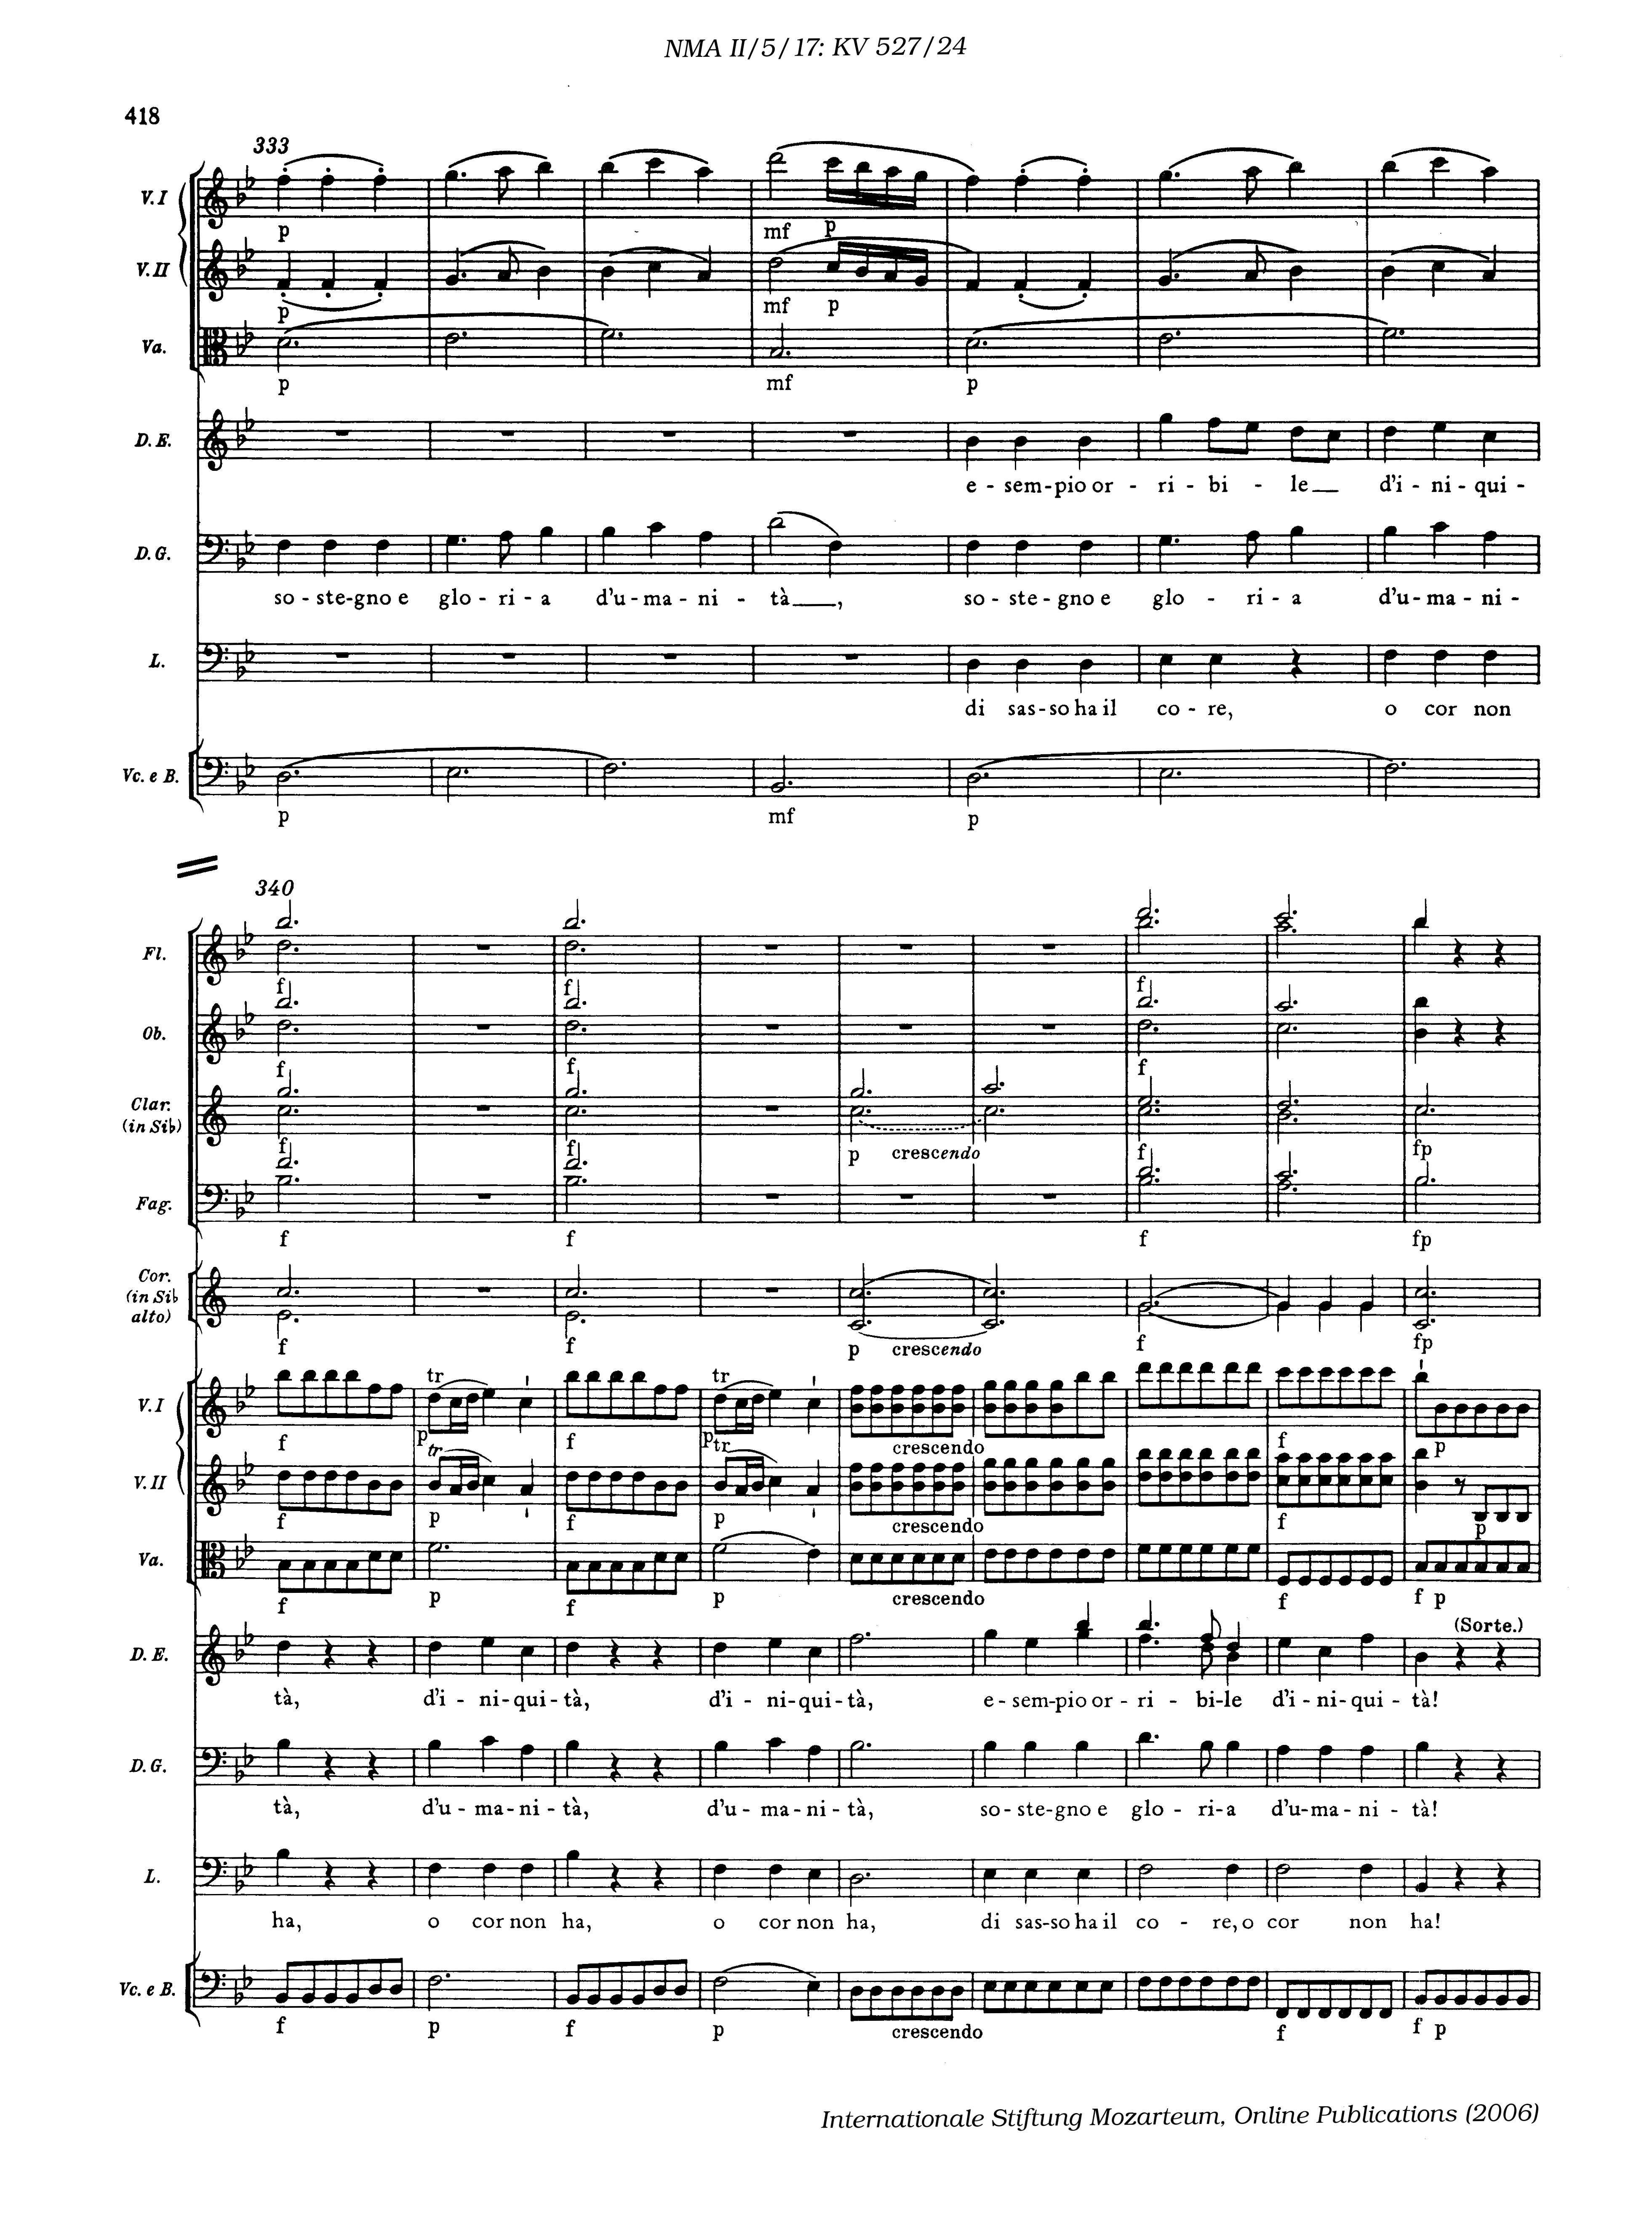 NMA II/5/17: KV 527/24
418
333
V. I
p mf p
V. II
p mf p
Va.
p mf p
D. E.
e - sem-pio or - ri - bi - le d'i - ni - qui -
D. G.
so - ste-gno e glo - ri - a d'u - ma - ni - tà, so - ste - gno e glo - ri - a d'u - ma - ni -
L.
di sas-so ha il co - re, o cor non
Vc. e B.
p mf p
340
Fl.
f f f
Ob.
f f f
Clar.
(in Si♭)
f f p crescendo f fp
Fag.
f f f fp
Cor.
(in Si♭
alto)
f f p crescendo f fp
V. I
tr tr
f p f p crescendo f p
V. II
tr tr
f p f p crescendo f p
Va.
f p f p crescendo f f p
(Sorte.)
D. E.
tà, d'i - ni-qui-tà, d'i - ni-qui-tà, e-sem-pio or-ri - bi-le d'i-ni-qui-tà!
D. G.
tà, d'u - ma-ni-tà, d'u - ma-ni-tà, so-ste-gno e glo - ri-a d'u-ma-ni-tà!
L.
ha, o cor non ha, o cor non ha, di sas-so ha il co - re, o cor non ha!
Vc. e B.
f p f p crescendo f f p
Internationale Stiftung Mozarteum, Online Publications (2006)